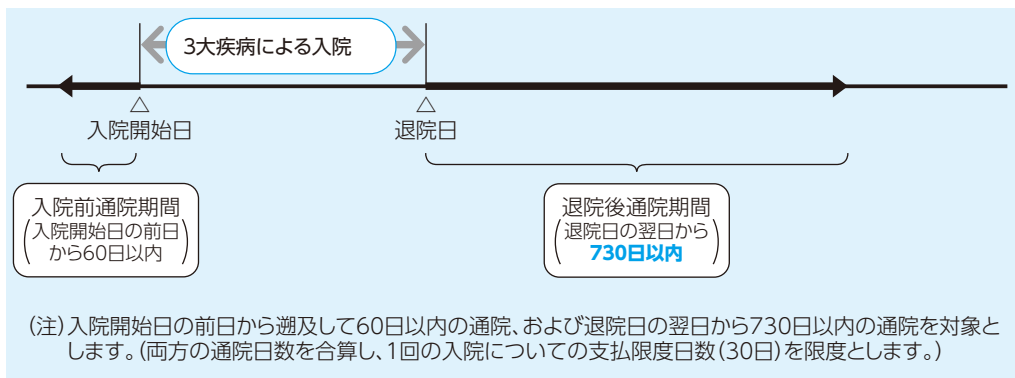 3大疾病による入院
△ △
入院開始日 退院日
入院前通院期間
(入院開始日の前日
から60日以内)
退院後通院期間
(退院日の翌日から
730日以内)
(注)入院開始日の前日から遡及して60日以内の通院、および退院日の翌日から730日以内の通院を対象と
します。(両方の通院日数を合算し、1回の入院についての支払限度日数(30日)を限度とします。)